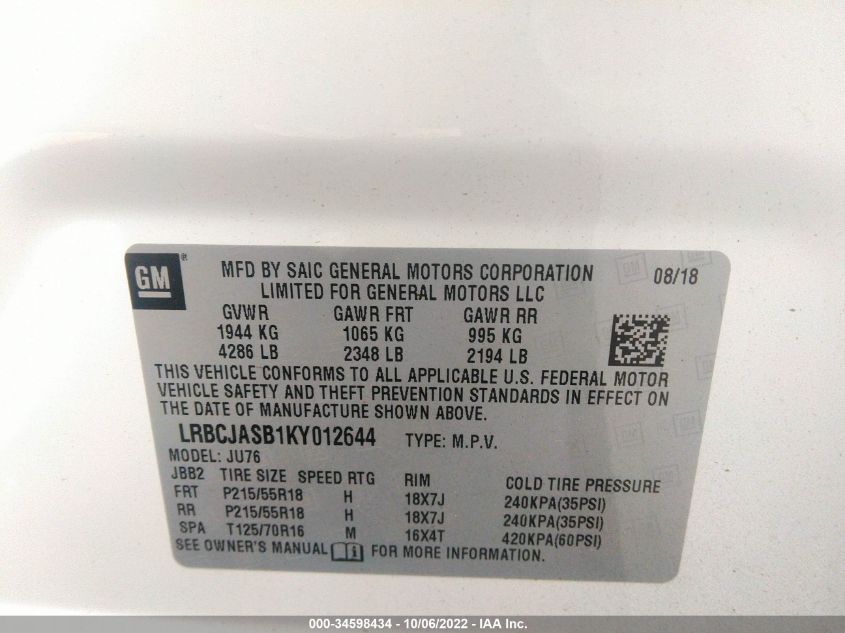 GM ®
MFD BY SAIC GENERAL MOTORS CORPORATION 08/18
LIMITED FOR GENERAL MOTORS LLC
GVWR GAWR FRT GAWR RR
1944 KG 1065 KG 995 KG
4286 LB 2348 LB 2194 LB
THIS VEHICLE CONFORMS TO ALL APPLICABLE U.S. FEDERAL MOTOR
VEHICLE SAFETY AND THEFT PREVENTION STANDARDS IN EFFECT ON
THE DATE OF MANUFACTURE SHOWN ABOVE.
LRBCJASB1KY012644 TYPE: M.P.V.
MODEL: JU76
JBB2 TIRE SIZE SPEED RTG RIM COLD TIRE PRESSURE
FRT P215/55R18 H 18X7J 240KPA(35PSI)
RR P215/55R18 H 18X7J 240KPA(35PSI)
SPA T125/70R16 M 16X4T 420KPA(60PSI)
SEE OWNER'S MANUAL FOR MORE INFORMATION.
000-34598434 - 10/06/2022 - IAA Inc.